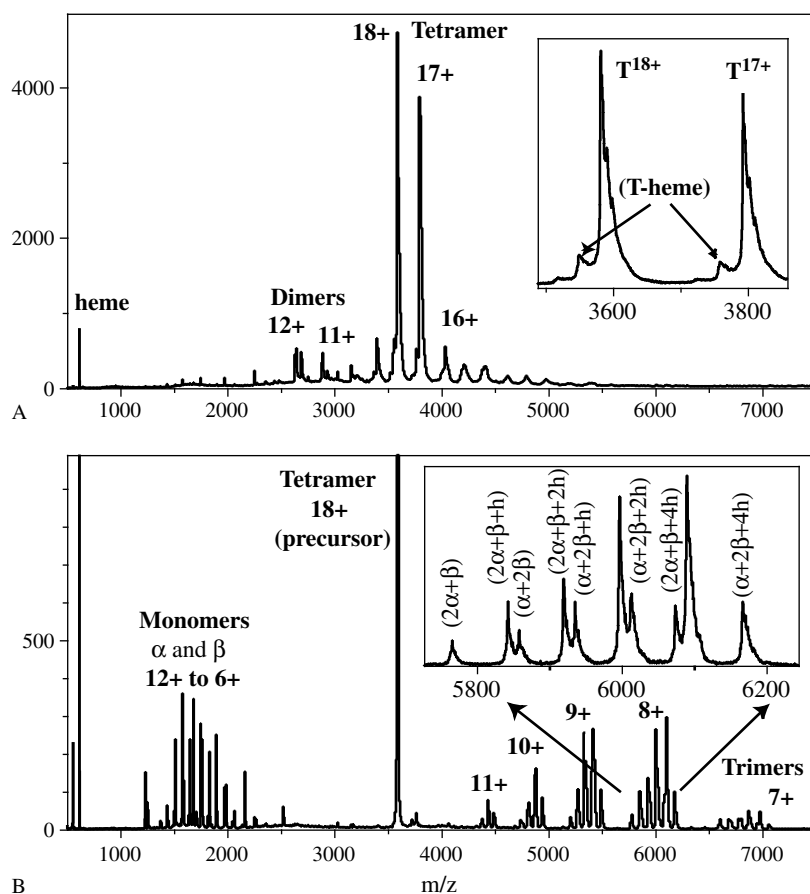 18+
Tetramer
17+
T18+
T17+
(T-heme)
3600
3800
4000
2000
0
heme
Dimers
12+
11+
16+
1000
2000
3000
4000
5000
6000
7000
A
Tetramer
18+
(precursor)
(2α+β)
(2α+β+h)
(α+2β)
(2α+β+2h)
(α+2β+h)
(α+2β+2h)
(2α+β+4h)
(α+2β+4h)
5800
6000
6200
500
0
Monomers
α and β
12+ to 6+
11+
10+
9+
8+
Trimers
7+
1000
2000
3000
4000
5000
6000
7000
B
m/z